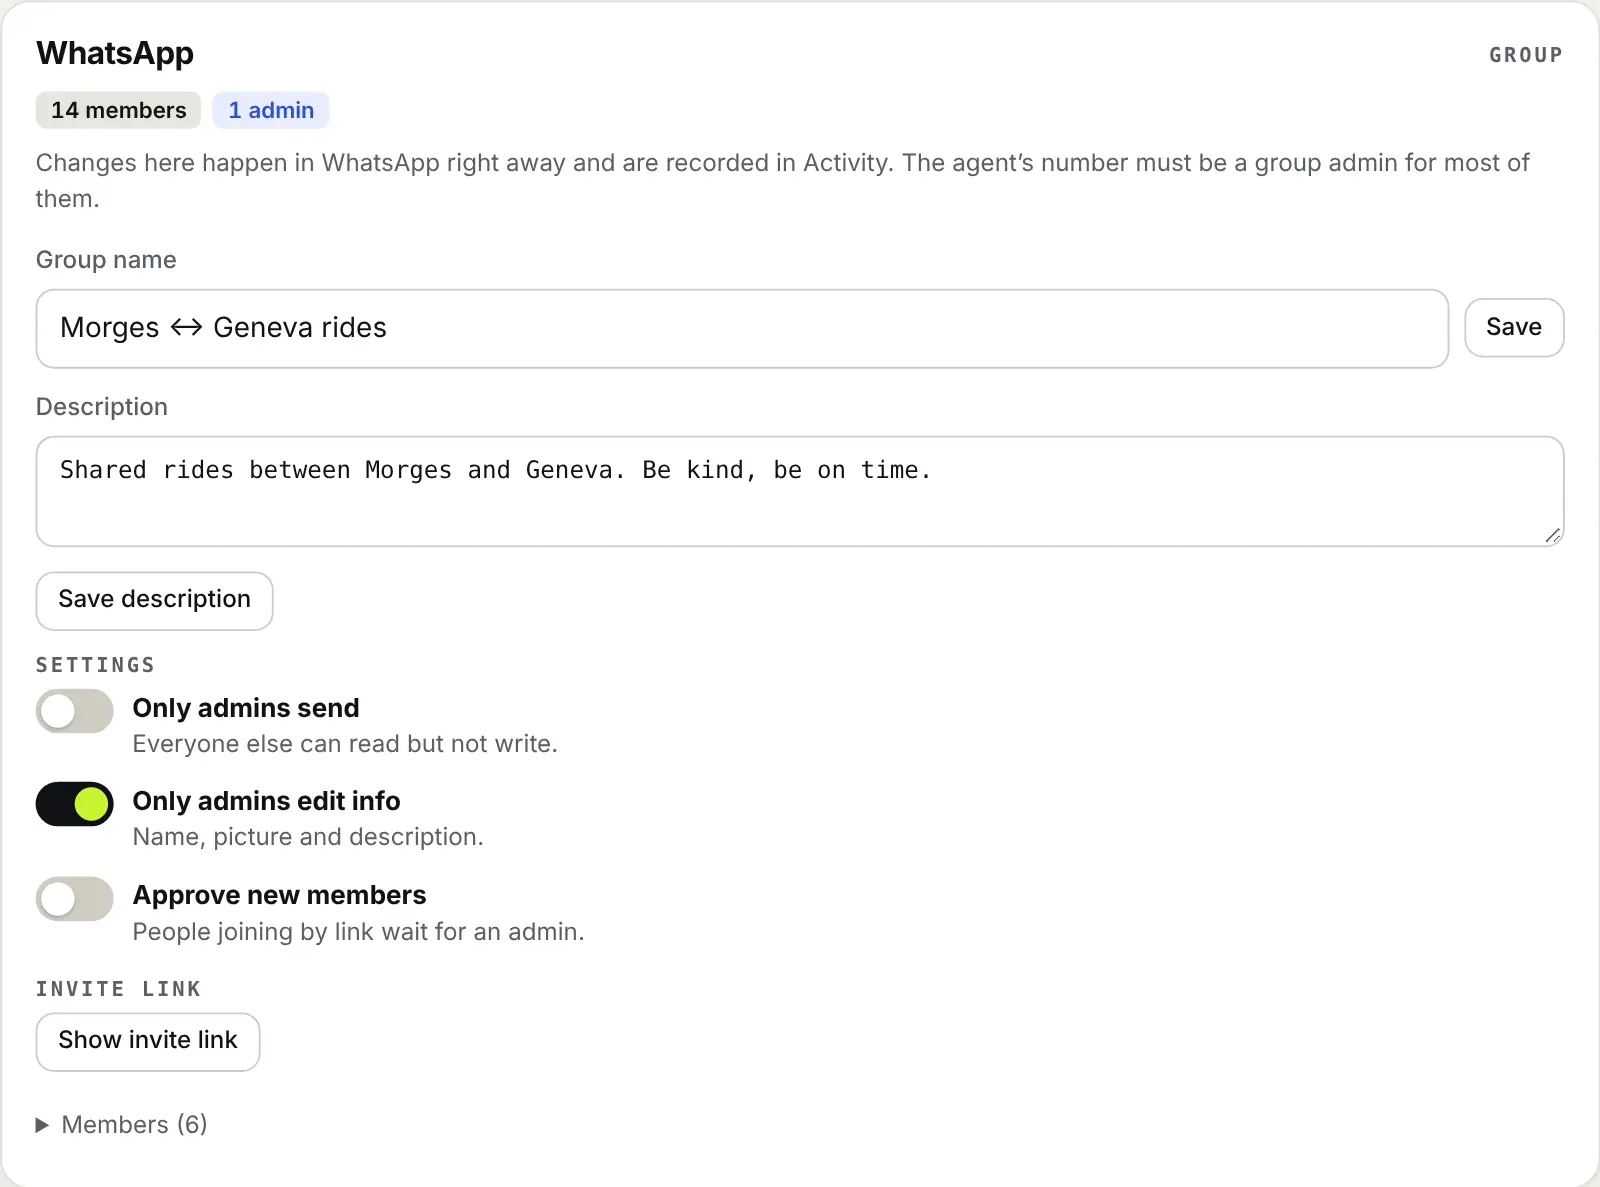 WhatsApp
GROUP
14 members
1 admin
Changes here happen in WhatsApp right away and are recorded in Activity. The agent’s number must be a group admin for most of
them.
Group name
Morges ↔ Geneva rides
Save
Description
Shared rides between Morges and Geneva. Be kind, be on time.
Save description
SETTINGS
Only admins send
Everyone else can read but not write.
Only admins edit info
Name, picture and description.
Approve new members
People joining by link wait for an admin.
INVITE LINK
Show invite link
Members (6)